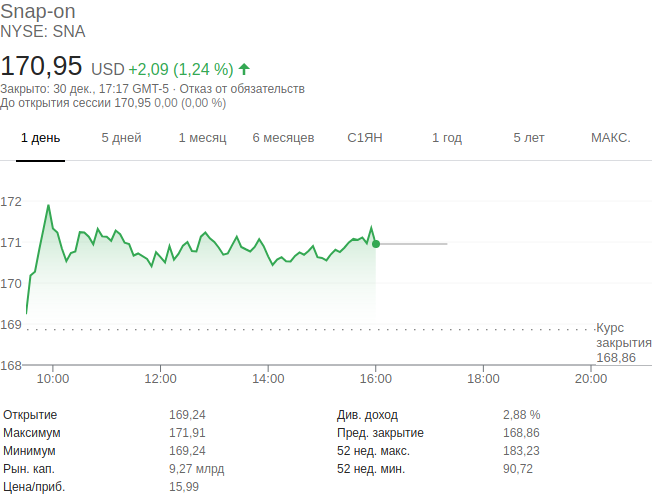 Snap-on
NYSE: SNA
170,95 USD +2,09 (1,24 %)
Закрыто: 30 дек., 17:17 GMT-5 · Отказ от обязательств
До открытия сессии 170,95 0,00 (0,00 %)
1 день 5 дней 1 месяц 6 месяцев С1ЯН 1 год 5 лет МАКС.
172
171
170
169
Курс
закрытия
168,86
168
10:00 12:00 14:00 16:00 18:00 20:00
Открытие 169,24 Див. доход 2,88 %
Максимум 171,91 Пред. закрытие 168,86
Минимум 169,24 52 нед. макс. 183,23
Рын. кап. 9,27 млрд 52 нед. мин. 90,72
Цена/приб. 15,99